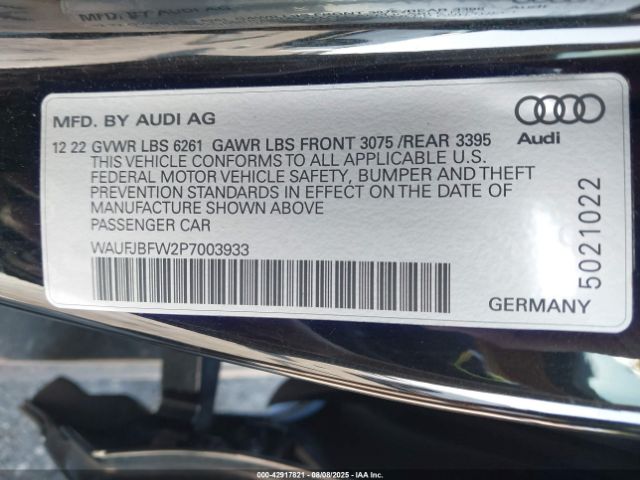 MFD. BY AUDI AG
Audi
12 22 GVWR LBS 6261 GAWR LBS FRONT 3075 /REAR 3395
THIS VEHICLE CONFORMS TO ALL APPLICABLE U.S.
FEDERAL MOTOR VEHICLE SAFETY, BUMPER AND THEFT
PREVENTION STANDARDS IN EFFECT ON THE DATE OF
MANUFACTURE SHOWN ABOVE
PASSENGER CAR
WAUFJBFW2P7003933
5021022
GERMANY
000-42917821 - 08/08/2025 - IAAI.COM